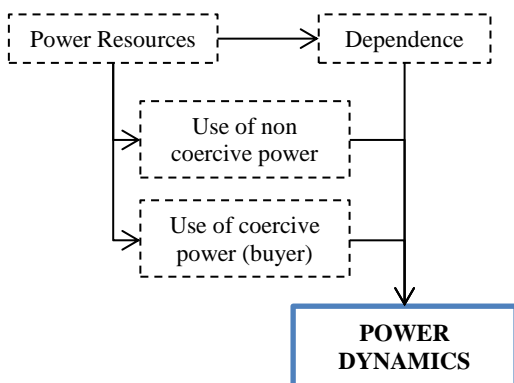 Power Resources
Dependence
Use of non
coercive power
Use of coercive
power (buyer)
POWER
DYNAMICS